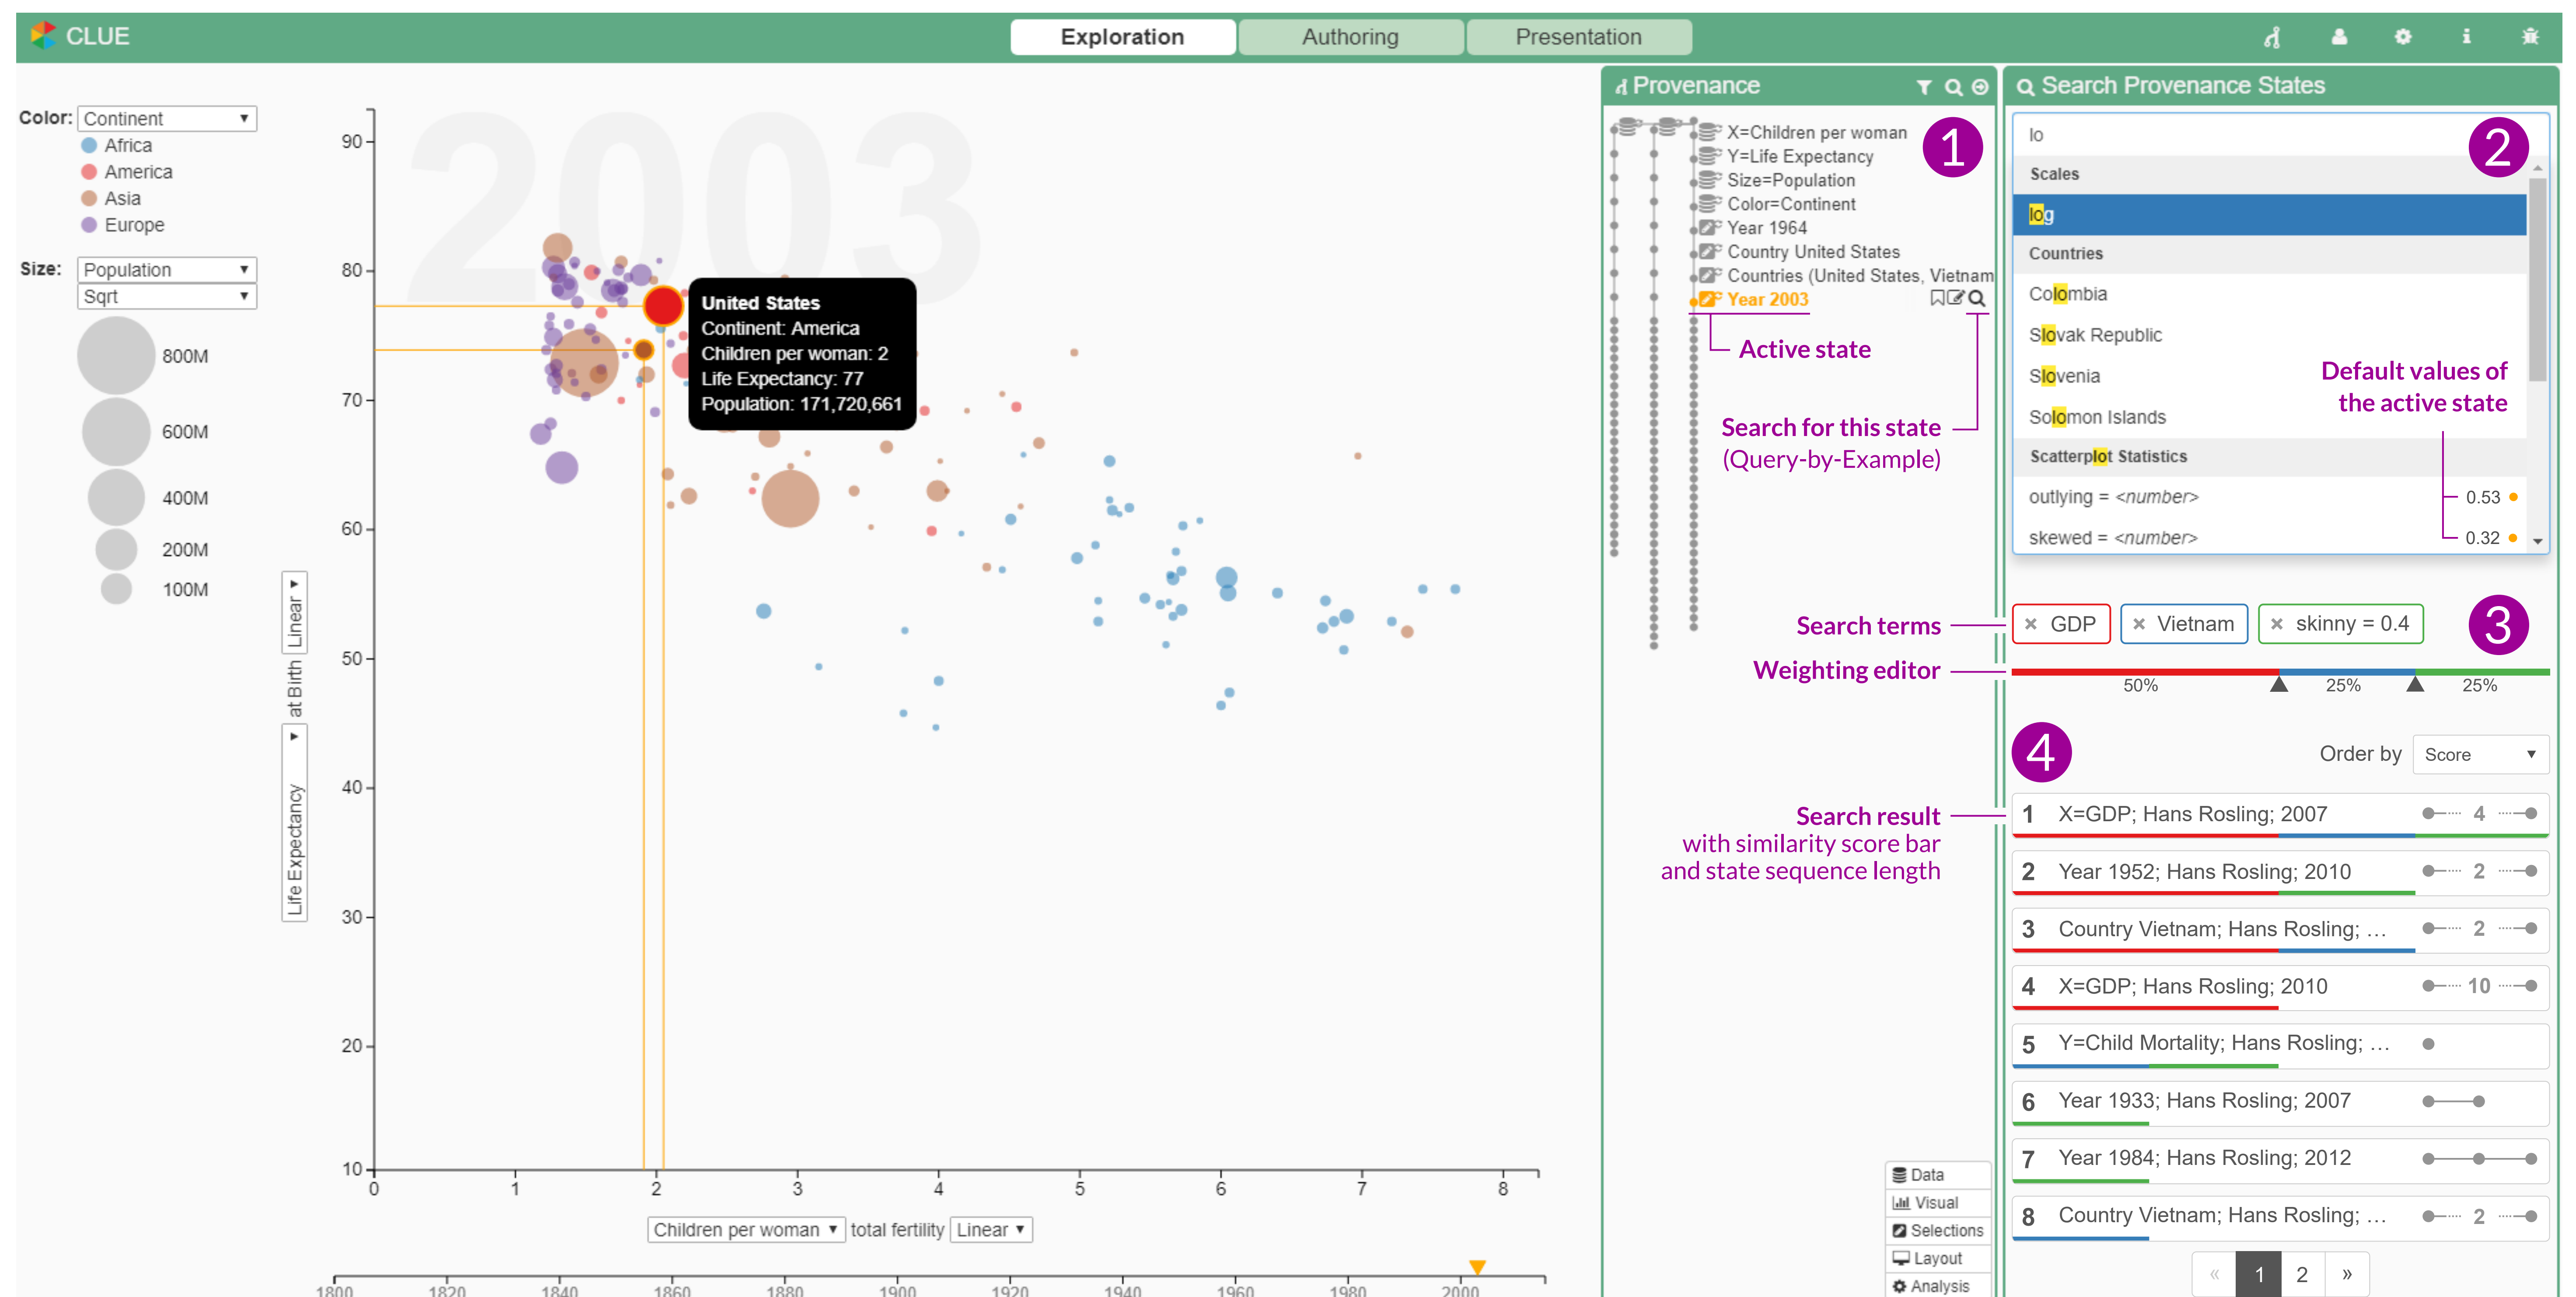 CLUE
Exploration
Authoring
Presentation
Color:
Continent
Africa
America
Asia
Europe
Size:
Population
Sqrt
800M
600M
400M
200M
100M
2003
90
80
70
60
50
40
30
20
10
Life Expectancy
at Birth
Linear
United States
Continent: America
Children per woman: 2
Life Expectancy: 77
Population: 171,720,661
0 1 2 3 4 5 6 7 8
Children per woman
total fertility
Linear
1800 1820 1840 1860 1880 1900 1920 1940 1960 1980 2000
Provenance
X=Children per woman
Y=Life Expectancy
Size=Population
Color=Continent
Year 1964
Country United States
Countries (United States, Vietnam
Year 2003
1
Active state
Search for this state
(Query-by-Example)
Search terms
Weighting editor
Search result
with similarity score bar
and state sequence length
Data
Visual
Selections
Layout
Analysis
Search Provenance States
lo
2
Scales
log
Countries
Colombia
Slovak Republic
Slovenia
Solomon Islands
Scatterplot Statistics
outlying = <number>
0.53
skewed = <number>
0.32
Default values of
the active state
× GDP
× Vietnam
× skinny = 0.4
3
50%
25%
25%
4
Order by
Score
1 X=GDP; Hans Rosling; 2007 4
2 Year 1952; Hans Rosling; 2010 2
3 Country Vietnam; Hans Rosling; … 2
4 X=GDP; Hans Rosling; 2010 10
5 Y=Child Mortality; Hans Rosling; …
6 Year 1933; Hans Rosling; 2007
7 Year 1984; Hans Rosling; 2012
8 Country Vietnam; Hans Rosling; … 2
« 1 2 »